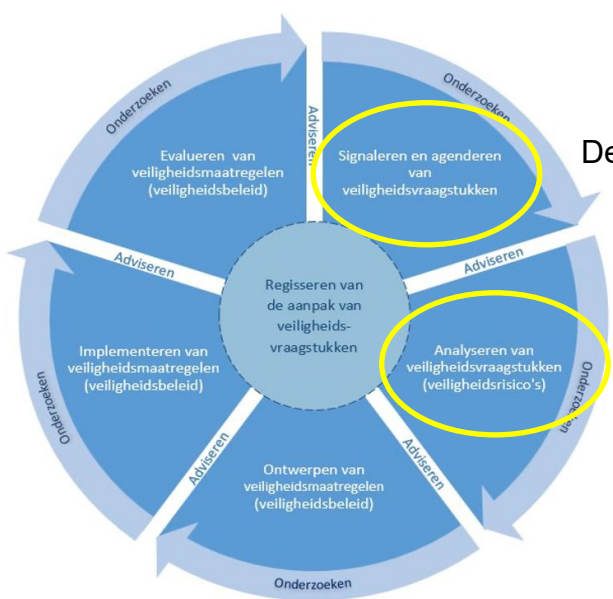 Onderzoeken
Adviseren
Onderzoeken
Evalueren van
veiligheidsmaatregelen
(veiligheidsbeleid)
Signaleren en agenderen
van
veiligheidsvraagstukken
De
Adviseren
Adviseren
Regisseren van
de aanpak van
veiligheids-
vraagstukken
Implementeren van
veiligheidsmaatregelen
(veiligheidsbeleid)
Analyseren van
veiligheidsvraagstukken
(veiligheidsrisico's)
Onderzoeken
Onderzoeken
Adviseren
Adviseren
Ontwerpen van
veiligheidsmaatregelen
(veiligheidsbeleid)
Onderzoeken